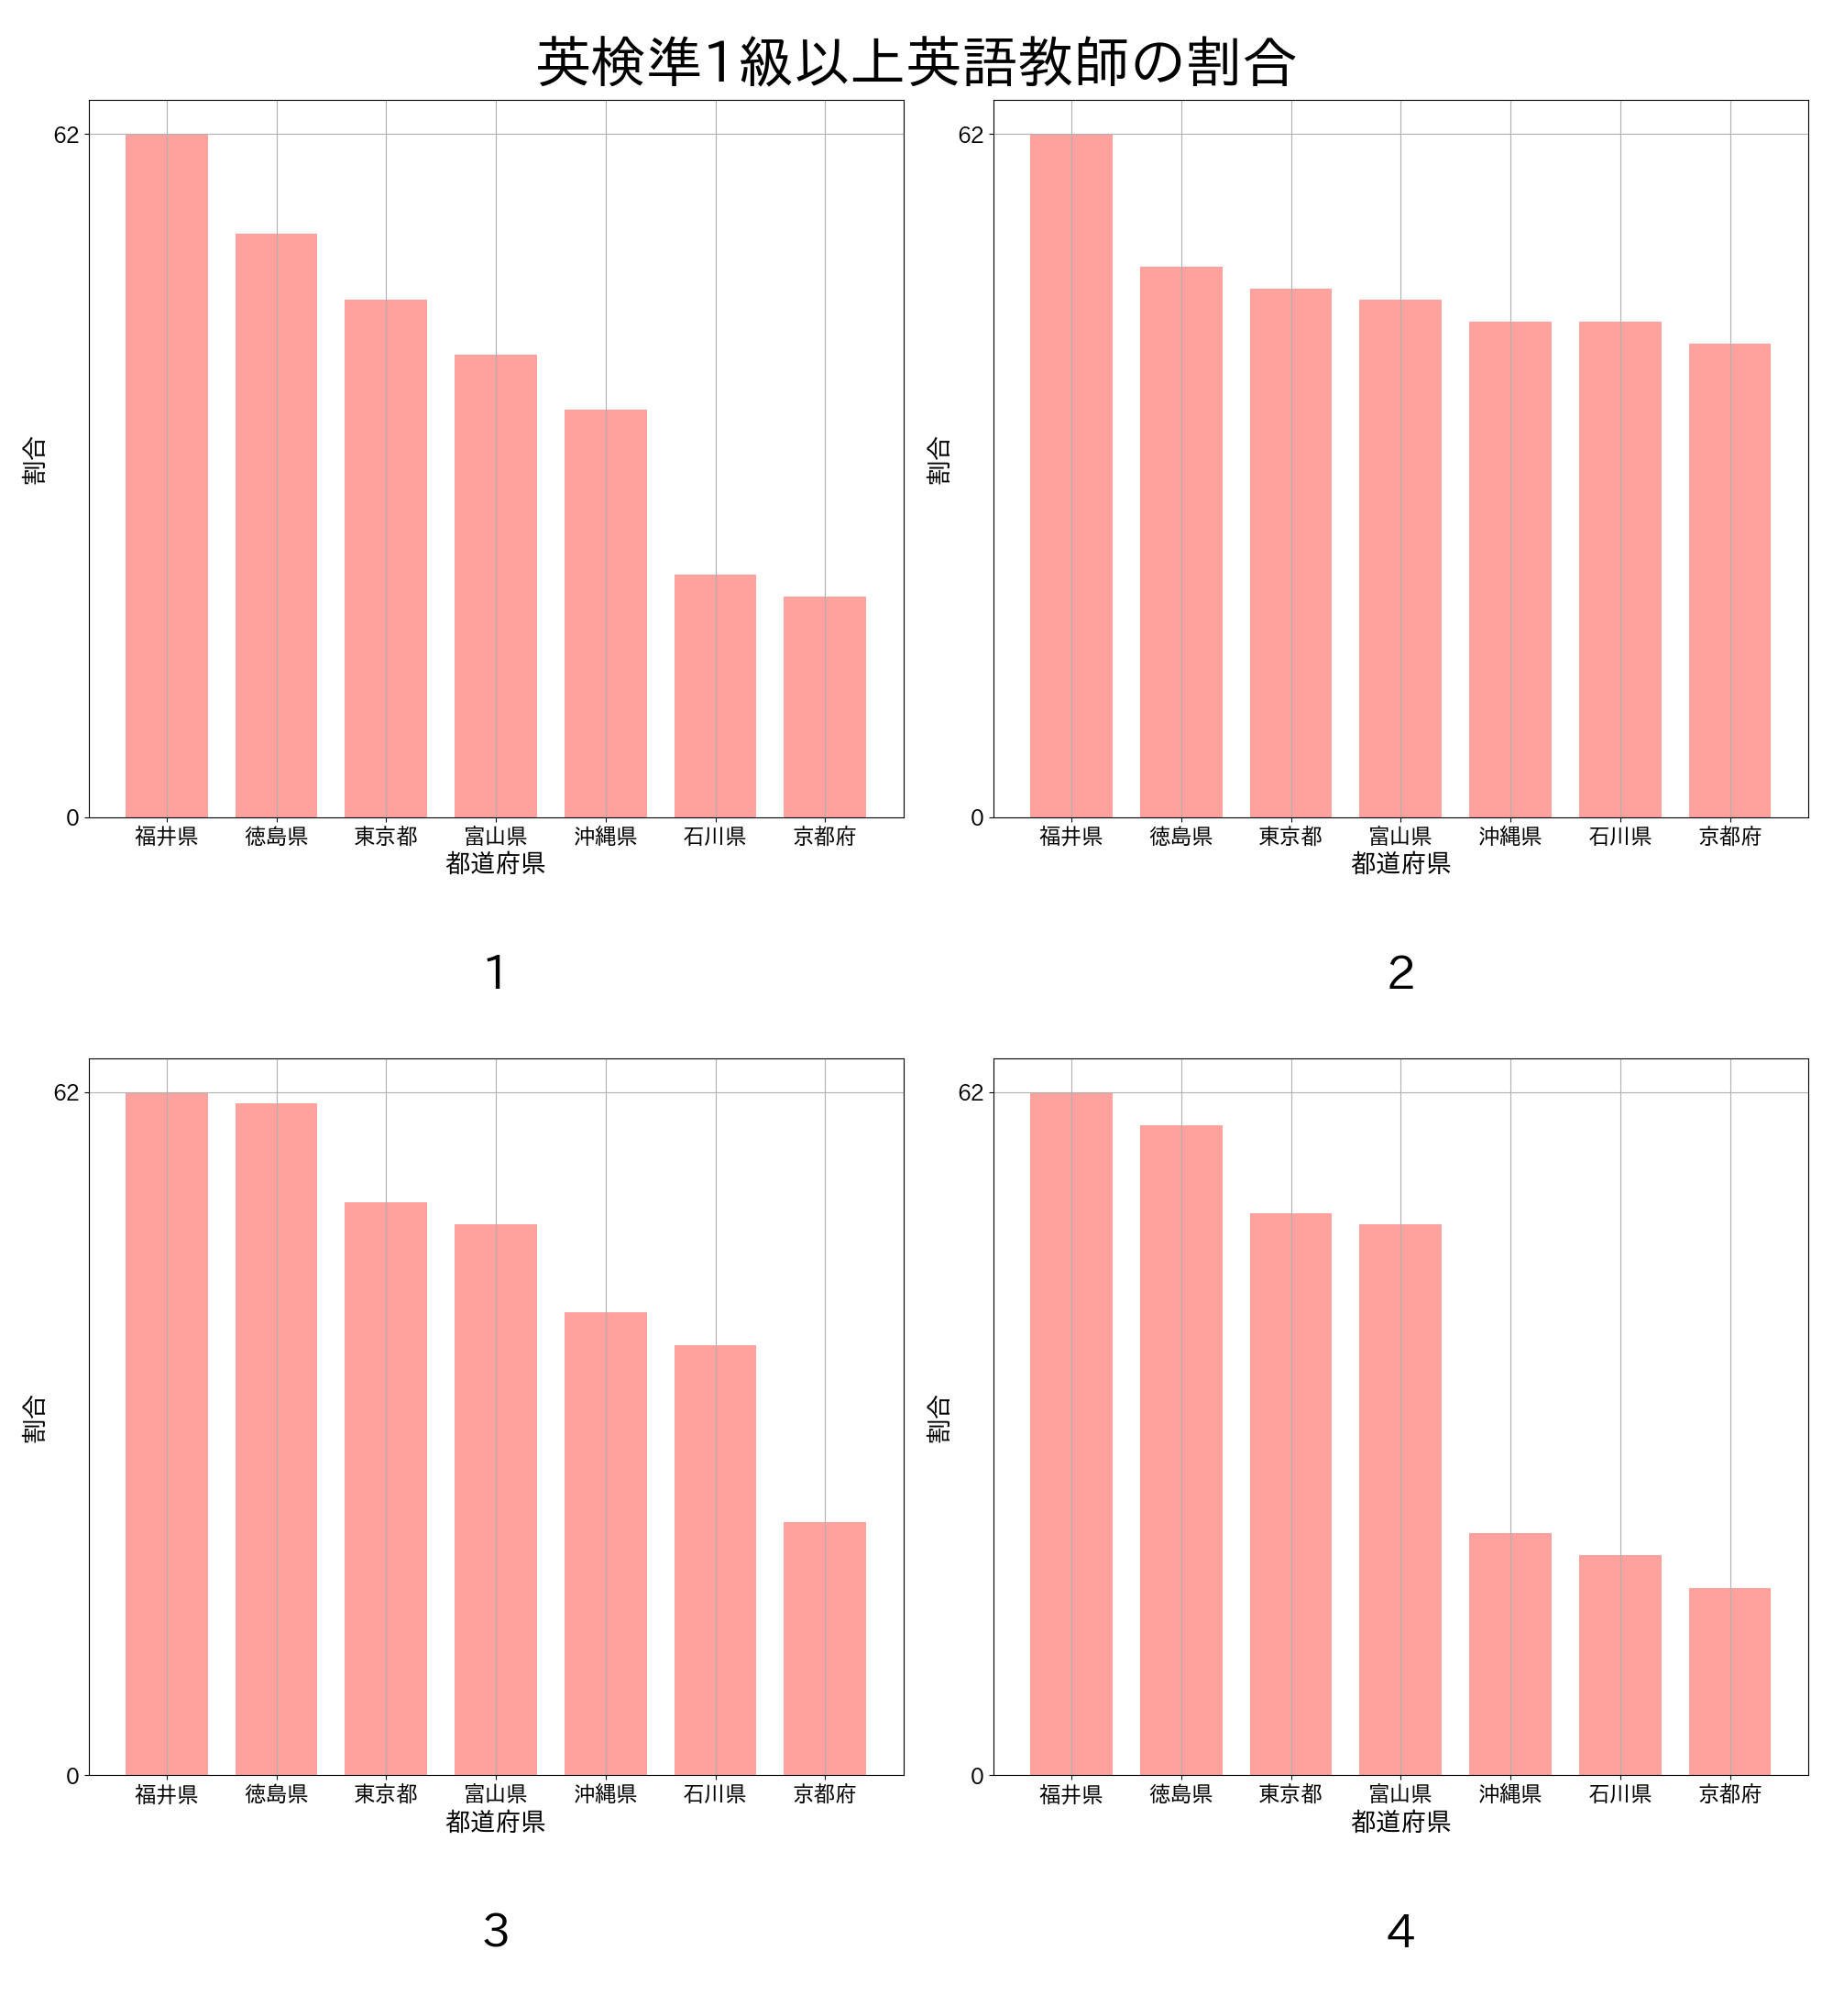 英検準1級以上英語教師の割合
62
0
割合
福井県 徳島県 東京都 富山県 沖縄県 石川県 京都府
都道府県
1
62
0
割合
福井県 徳島県 東京都 富山県 沖縄県 石川県 京都府
都道府県
2
62
0
割合
福井県 徳島県 東京都 富山県 沖縄県 石川県 京都府
都道府県
3
62
0
割合
福井県 徳島県 東京都 富山県 沖縄県 石川県 京都府
都道府県
4